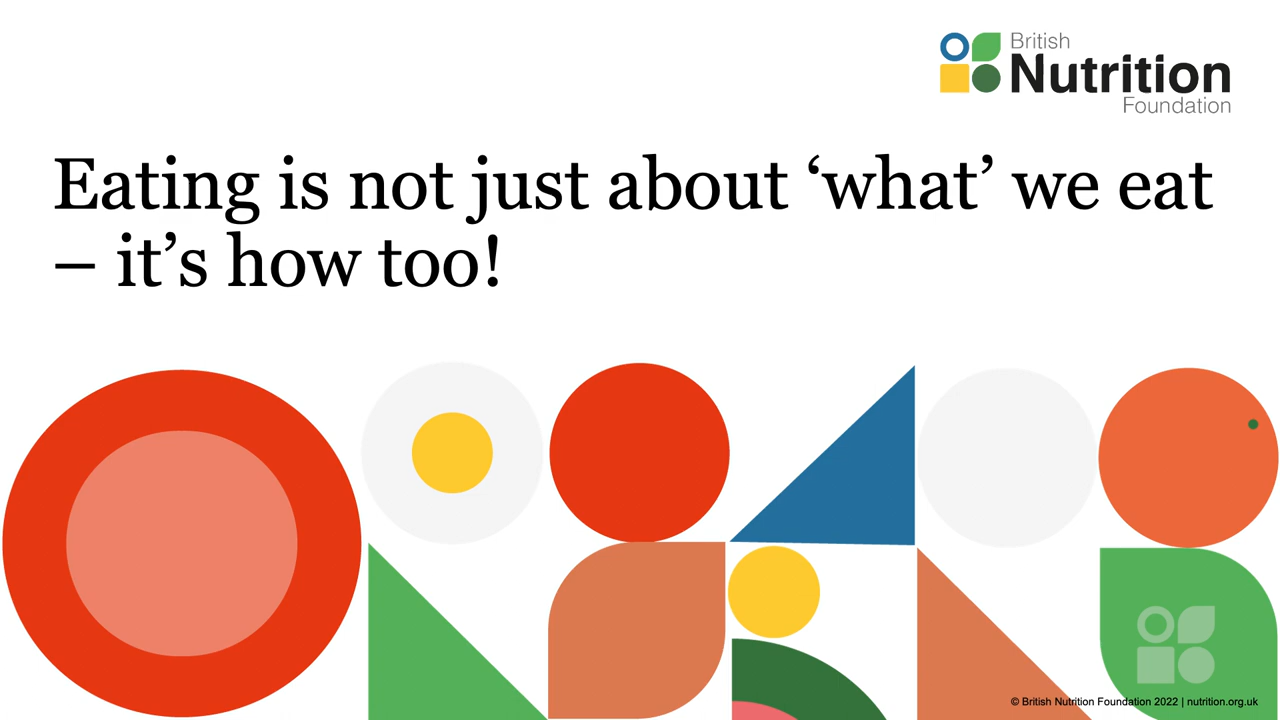 British
Nutrition
Foundation
Eating is not just about ‘what’ we eat
– it’s how too!
© British Nutrition Foundation 2022 | nutrition.org.uk